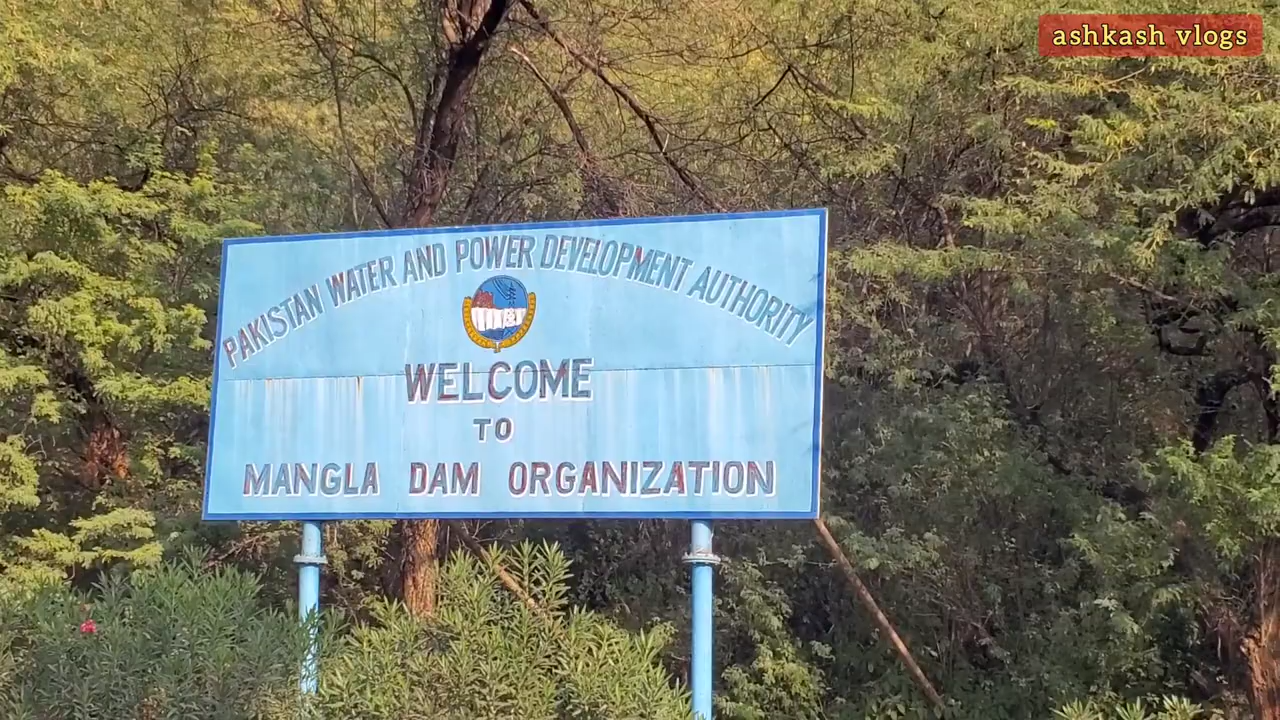 ashkash vlogs
PAKISTAN WATER AND POWER DEVELOPMENT AUTHORITY
WELCOME
TO
MANGLA DAM ORGANIZATION